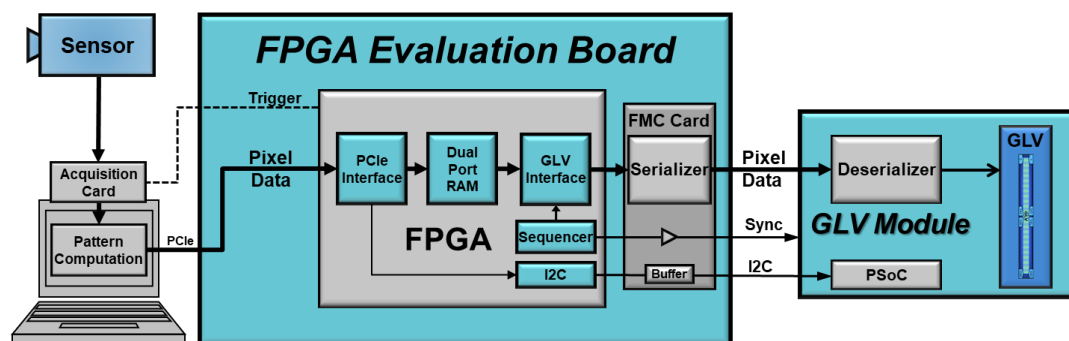 Sensor
FPGA Evaluation Board
Trigger
FMC Card
GLV
Acquisition
Card
Pattern
Computation
PCIe
Pixel
Data
PCIe
Interface
Dual
Port
RAM
GLV
Interface
Serializer
Pixel
Data
Deserializer
FPGA
Sequencer
Sync
GLV Module
I2C
Buffer
I2C
PSoC